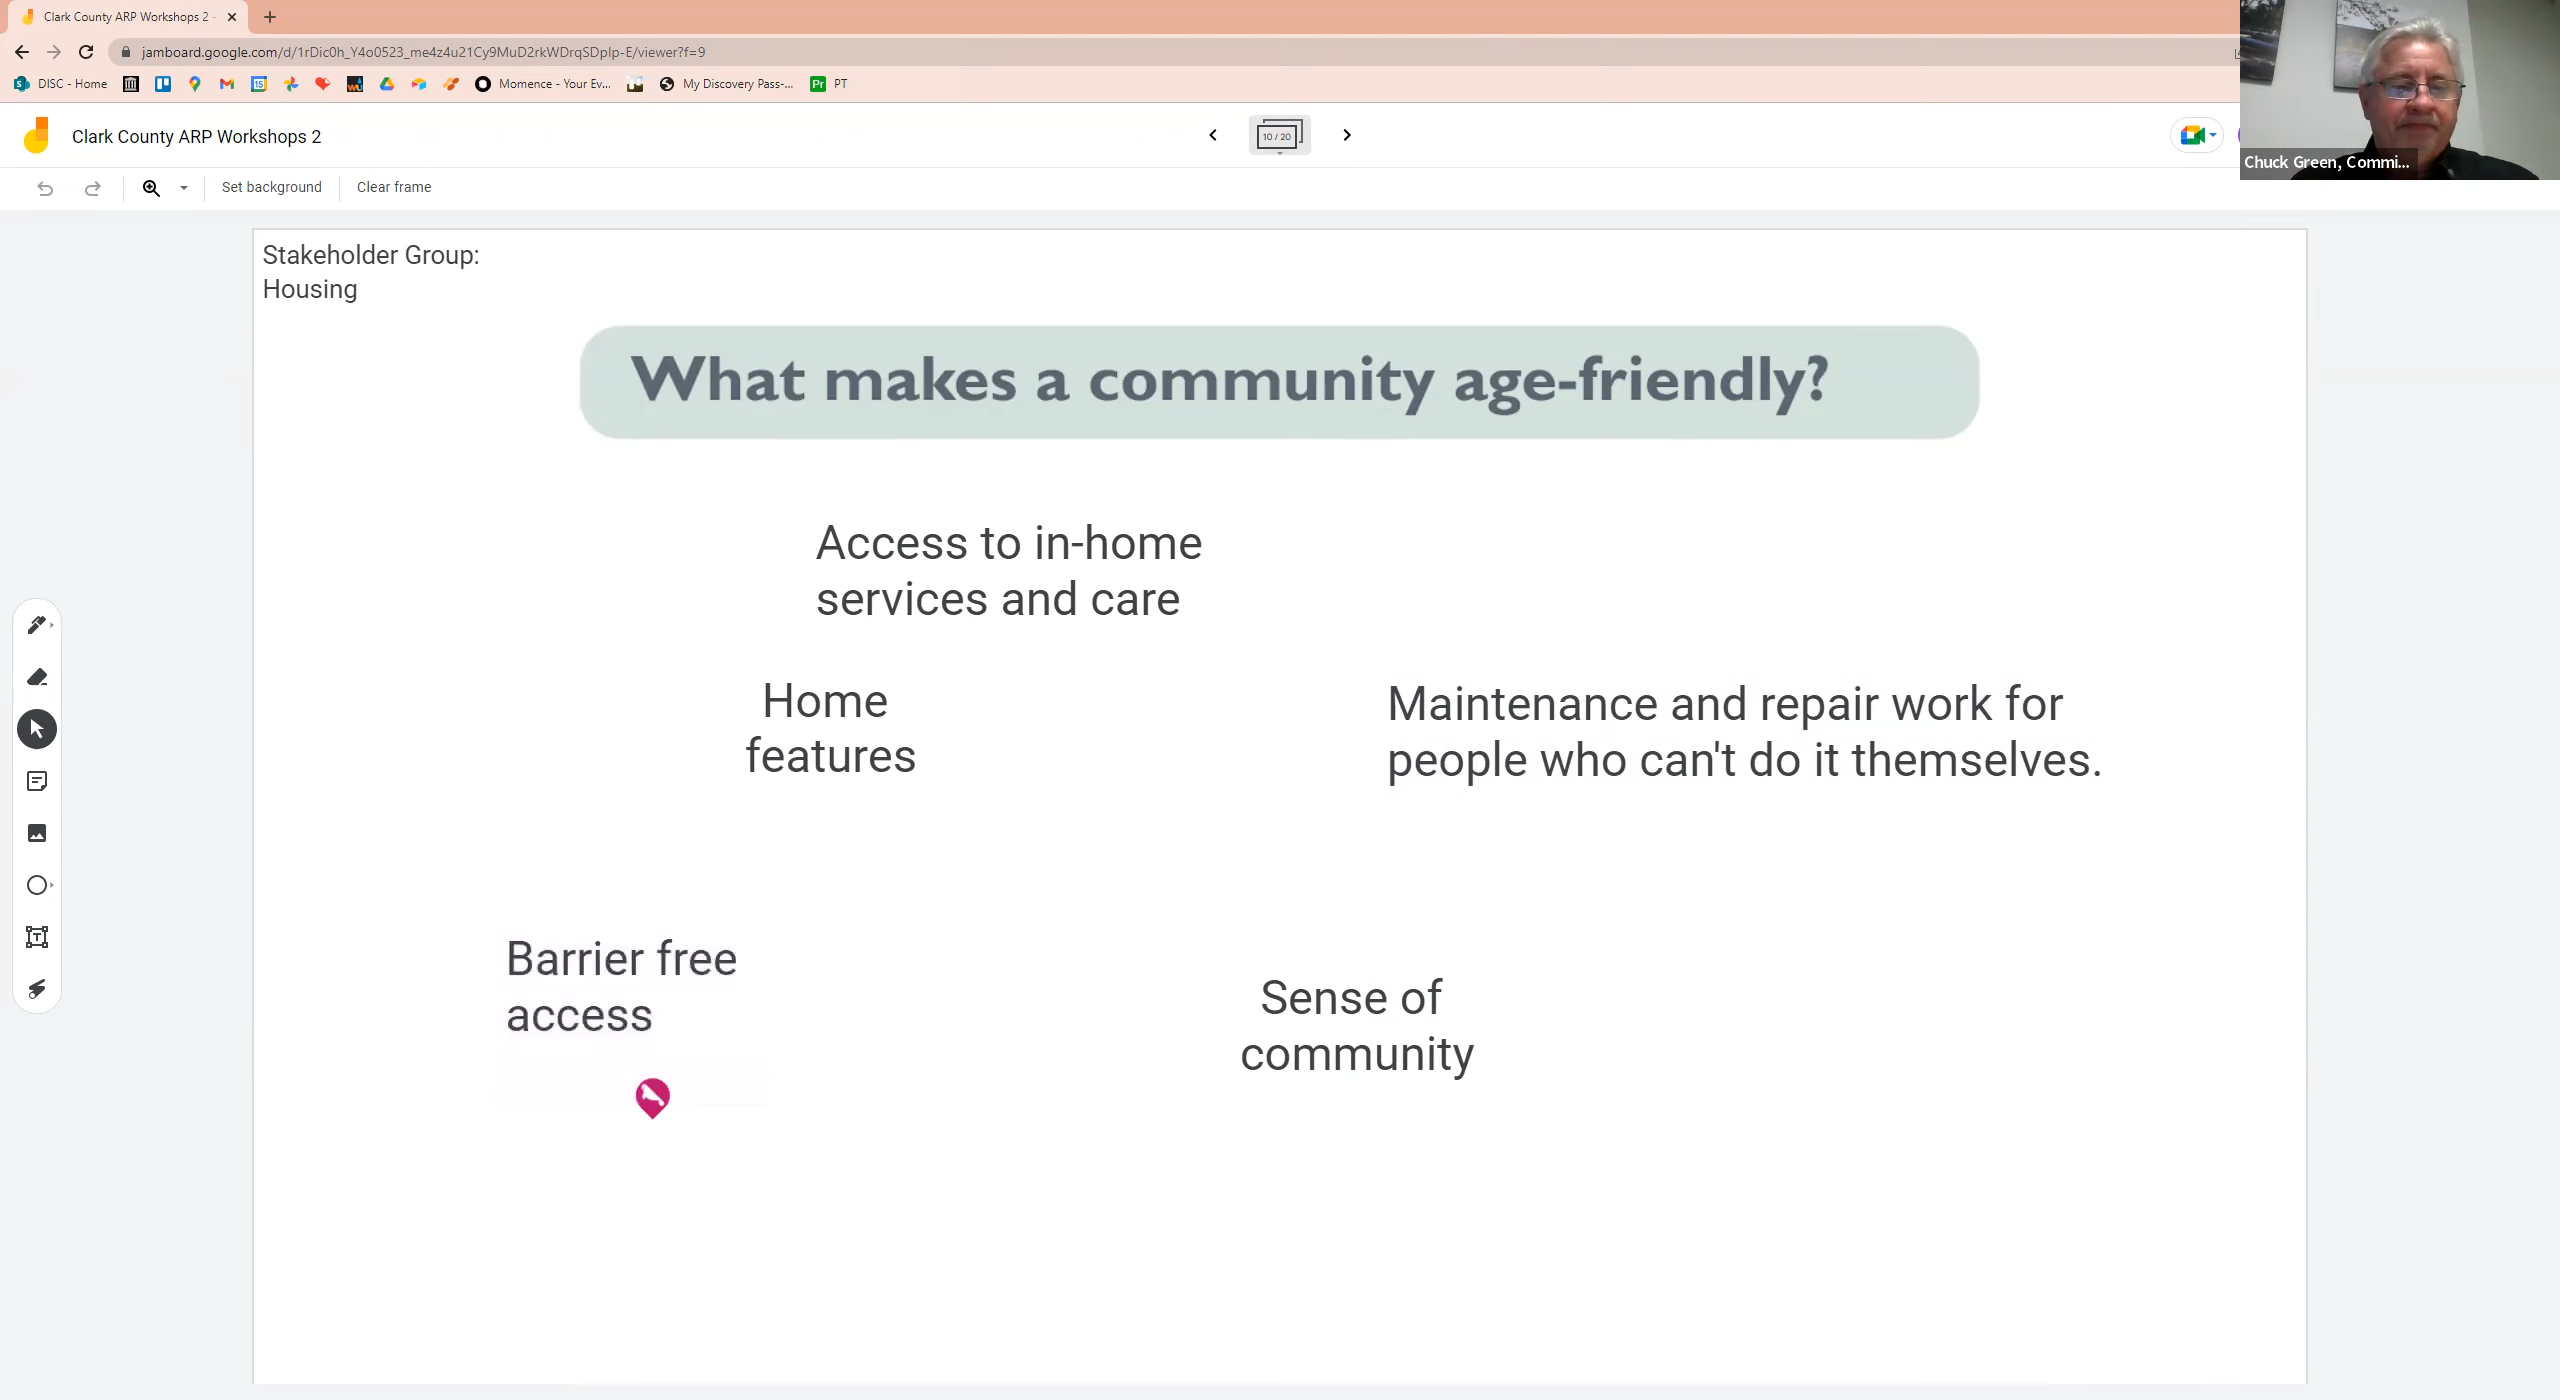 Clark County ARP Workshops 2 -
jamboard.google.com/d/1rDic0h_Y4o0523_me4z4u21Cy9MuD2rkWDrqSDpIp-E/viewer?f=9
DISC - Home
15
Momence - Your Ev...
My Discovery Pass-...
Pr PT
Clark County ARP Workshops 2
10 / 20
Chuck Green, Commi...
Set background
Clear frame
Stakeholder Group:
Housing
What makes a community age-friendly?
Access to in-home
services and care
Home
features
Maintenance and repair work for
people who can't do it themselves.
Barrier free
access
Sense of
community